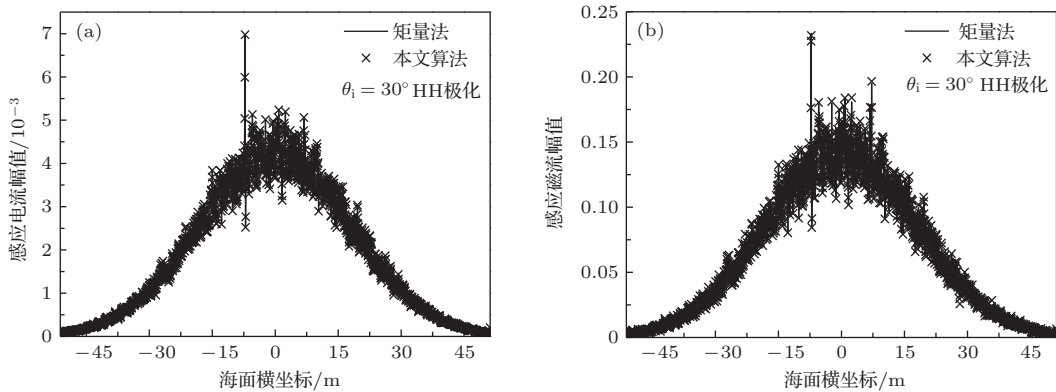 (a)
矩量法
本文算法
θi = 30° HH极化
感应电流幅值/10−3
7
6
5
4
3
2
1
0
−45 −30 −15 0 15 30 45
海面横坐标/m
(b)
矩量法
本文算法
θi = 30° HH极化
感应磁流幅值
0.25
0.20
0.15
0.10
0.05
0
−45 −30 −15 0 15 30 45
海面横坐标/m